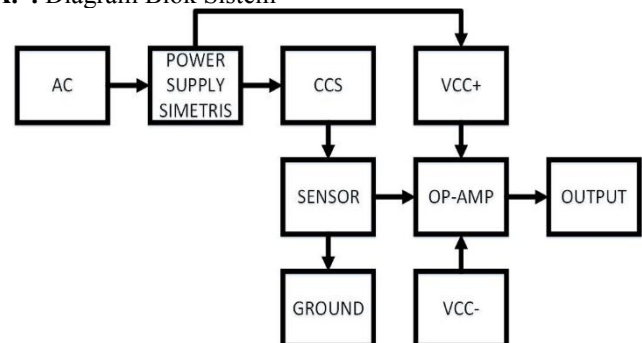 Diagram Blok Sistem
AC
POWER
SUPPLY
SIMETRIS
CCS
VCC+
SENSOR
OP-AMP
OUTPUT
GROUND
VCC-